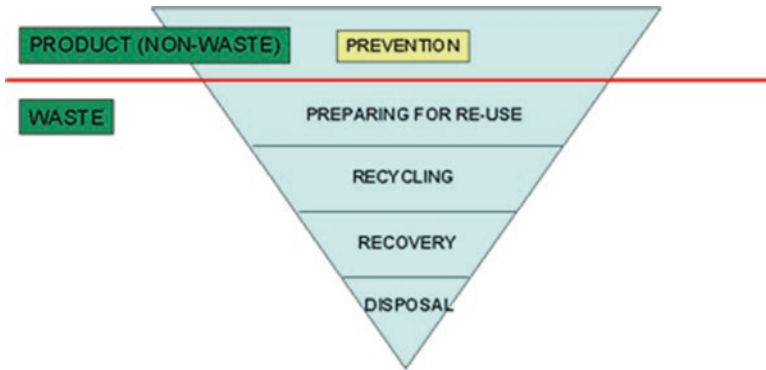 PRODUCT (NON-WASTE)
PREVENTION
WASTE
PREPARING FOR RE-USE
RECYCLING
RECOVERY
DISPOSAL